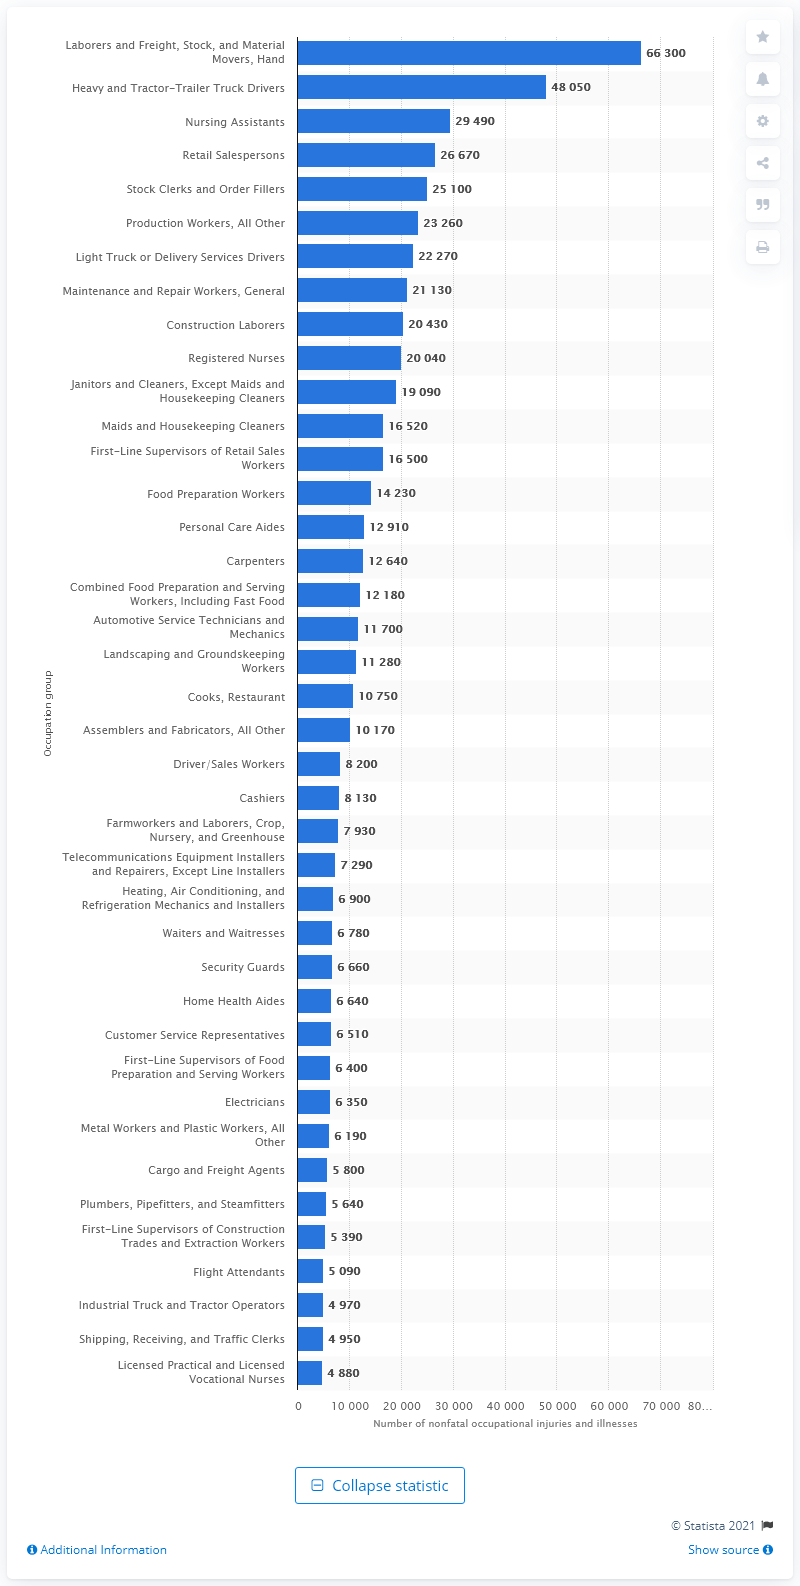 Laborers and Freight, Stock, and Material
Movers, Hand
66 300
Heavy and Tractor-Trailer Truck Drivers
48 050
Nursing Assistants
29 490
Retail Salespersons
26 670
Stock Clerks and Order Fillers
25 100
Production Workers, All Other
23 260
Light Truck or Delivery Services Drivers
22 270
Maintenance and Repair Workers, General
21 130
Construction Laborers
20 430
Registered Nurses
20 040
Janitors and Cleaners, Except Maids and
Housekeeping Cleaners
19 090
Maids and Housekeeping Cleaners
16 520
First-Line Supervisors of Retail Sales
Workers
16 500
Food Preparation Workers
14 230
Personal Care Aides
12 910
Carpenters
12 640
Combined Food Preparation and Serving
Workers, Including Fast Food
12 180
Automotive Service Technicians and
Mechanics
11 700
Landscaping and Groundskeeping
Workers
11 280
Cooks, Restaurant
10 750
Assemblers and Fabricators, All Other
10 170
Driver/Sales Workers
8 200
Cashiers
8 130
Farmworkers and Laborers, Crop,
Nursery, and Greenhouse
7 930
Telecommunications Equipment Installers
and Repairers, Except Line Installers
7 290
Heating, Air Conditioning, and
Refrigeration Mechanics and Installers
6 900
Waiters and Waitresses
6 780
Security Guards
6 660
Home Health Aides
6 640
Customer Service Representatives
6 510
First-Line Supervisors of Food
Preparation and Serving Workers
6 400
Electricians
6 350
Metal Workers and Plastic Workers, All
Other
6 190
Cargo and Freight Agents
5 800
Plumbers, Pipefitters, and Steamfitters
5 640
First-Line Supervisors of Construction
Trades and Extraction Workers
5 390
Flight Attendants
5 090
Industrial Truck and Tractor Operators
4 970
Shipping, Receiving, and Traffic Clerks
4 950
Licensed Practical and Licensed
Vocational Nurses
4 880
Occupation group
0 10 000 20 000 30 000 40 000 50 000 60 000 70 000 80…
Number of nonfatal occupational injuries and illnesses
Collapse statistic
© Statista 2021
Additional Information
Show source